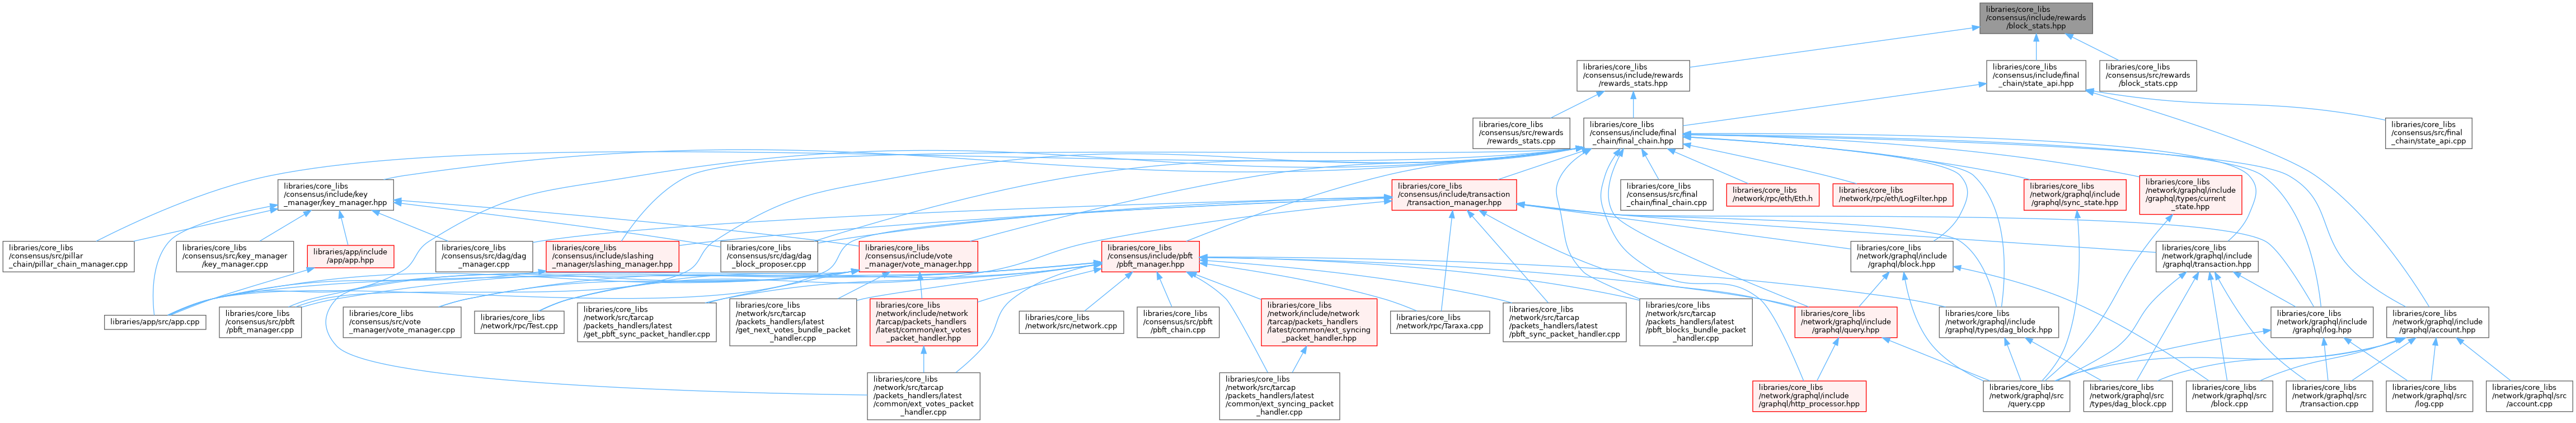 libraries/core_libs
/consensus/include/rewards
/block_stats.hpp
libraries/core_libs
/consensus/include/rewards
/rewards_stats.hpp
libraries/core_libs
/consensus/include/final
_chain/state_api.hpp
libraries/core_libs
/consensus/src/rewards
/block_stats.cpp
libraries/core_libs
/consensus/src/rewards
/rewards_stats.cpp
libraries/core_libs
/consensus/include/final
_chain/final_chain.hpp
libraries/core_libs
/consensus/src/final
_chain/state_api.cpp
libraries/core_libs
/consensus/include/key
_manager/key_manager.hpp
libraries/core_libs
/consensus/include/transaction
/transaction_manager.hpp
libraries/core_libs
/consensus/src/final
_chain/final_chain.cpp
libraries/core_libs
/network/rpc/eth/Eth.h
libraries/core_libs
/network/rpc/eth/LogFilter.hpp
libraries/core_libs
/network/graphql/include
/graphql/sync_state.hpp
libraries/core_libs
/network/graphql/include
/graphql/types/current
_state.hpp
libraries/core_libs
/consensus/src/pillar
_chain/pillar_chain_manager.cpp
libraries/core_libs
/consensus/src/key_manager
/key_manager.cpp
libraries/app/include
/app/app.hpp
libraries/core_libs
/consensus/src/dag/dag
_manager.cpp
libraries/core_libs
/consensus/include/slashing
_manager/slashing_manager.hpp
libraries/core_libs
/consensus/src/dag/dag
_block_proposer.cpp
libraries/core_libs
/consensus/include/vote
_manager/vote_manager.hpp
libraries/core_libs
/consensus/include/pbft
/pbft_manager.hpp
libraries/core_libs
/network/graphql/include
/graphql/block.hpp
libraries/core_libs
/network/graphql/include
/graphql/transaction.hpp
libraries/app/src/app.cpp
libraries/core_libs
/consensus/src/pbft
/pbft_manager.cpp
libraries/core_libs
/consensus/src/vote
_manager/vote_manager.cpp
libraries/core_libs
/network/rpc/Test.cpp
libraries/core_libs
/network/src/tarcap
/packets_handlers/latest
/get_pbft_sync_packet_handler.cpp
libraries/core_libs
/network/src/tarcap
/packets_handlers/latest
/get_next_votes_bundle_packet
_handler.cpp
libraries/core_libs
/network/include/network
/tarcap/packets_handlers
/latest/common/ext_votes
_packet_handler.hpp
libraries/core_libs
/network/src/network.cpp
libraries/core_libs
/consensus/src/pbft
/pbft_chain.cpp
libraries/core_libs
/network/include/network
/tarcap/packets_handlers
/latest/common/ext_syncing
_packet_handler.hpp
libraries/core_libs
/network/rpc/Taraxa.cpp
libraries/core_libs
/network/src/tarcap
/packets_handlers/latest
/pbft_sync_packet_handler.cpp
libraries/core_libs
/network/src/tarcap
/packets_handlers/latest
/pbft_blocks_bundle_packet
_handler.cpp
libraries/core_libs
/network/graphql/include
/graphql/query.hpp
libraries/core_libs
/network/graphql/include
/graphql/types/dag_block.hpp
libraries/core_libs
/network/graphql/include
/graphql/log.hpp
libraries/core_libs
/network/graphql/include
/graphql/account.hpp
libraries/core_libs
/network/src/tarcap
/packets_handlers/latest
/common/ext_votes_packet
_handler.cpp
libraries/core_libs
/network/src/tarcap
/packets_handlers/latest
/common/ext_syncing_packet
_handler.cpp
libraries/core_libs
/network/graphql/include
/graphql/http_processor.hpp
libraries/core_libs
/network/graphql/src
/query.cpp
libraries/core_libs
/network/graphql/src
/types/dag_block.cpp
libraries/core_libs
/network/graphql/src
/block.cpp
libraries/core_libs
/network/graphql/src
/transaction.cpp
libraries/core_libs
/network/graphql/src
/log.cpp
libraries/core_libs
/network/graphql/src
/account.cpp